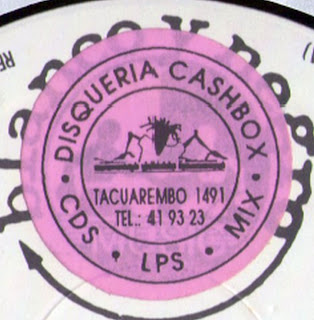 DISQUERIA CASHBOX
TACUAREMBO 1491
TEL.: 41 93 23
CDS • LPS • MIX